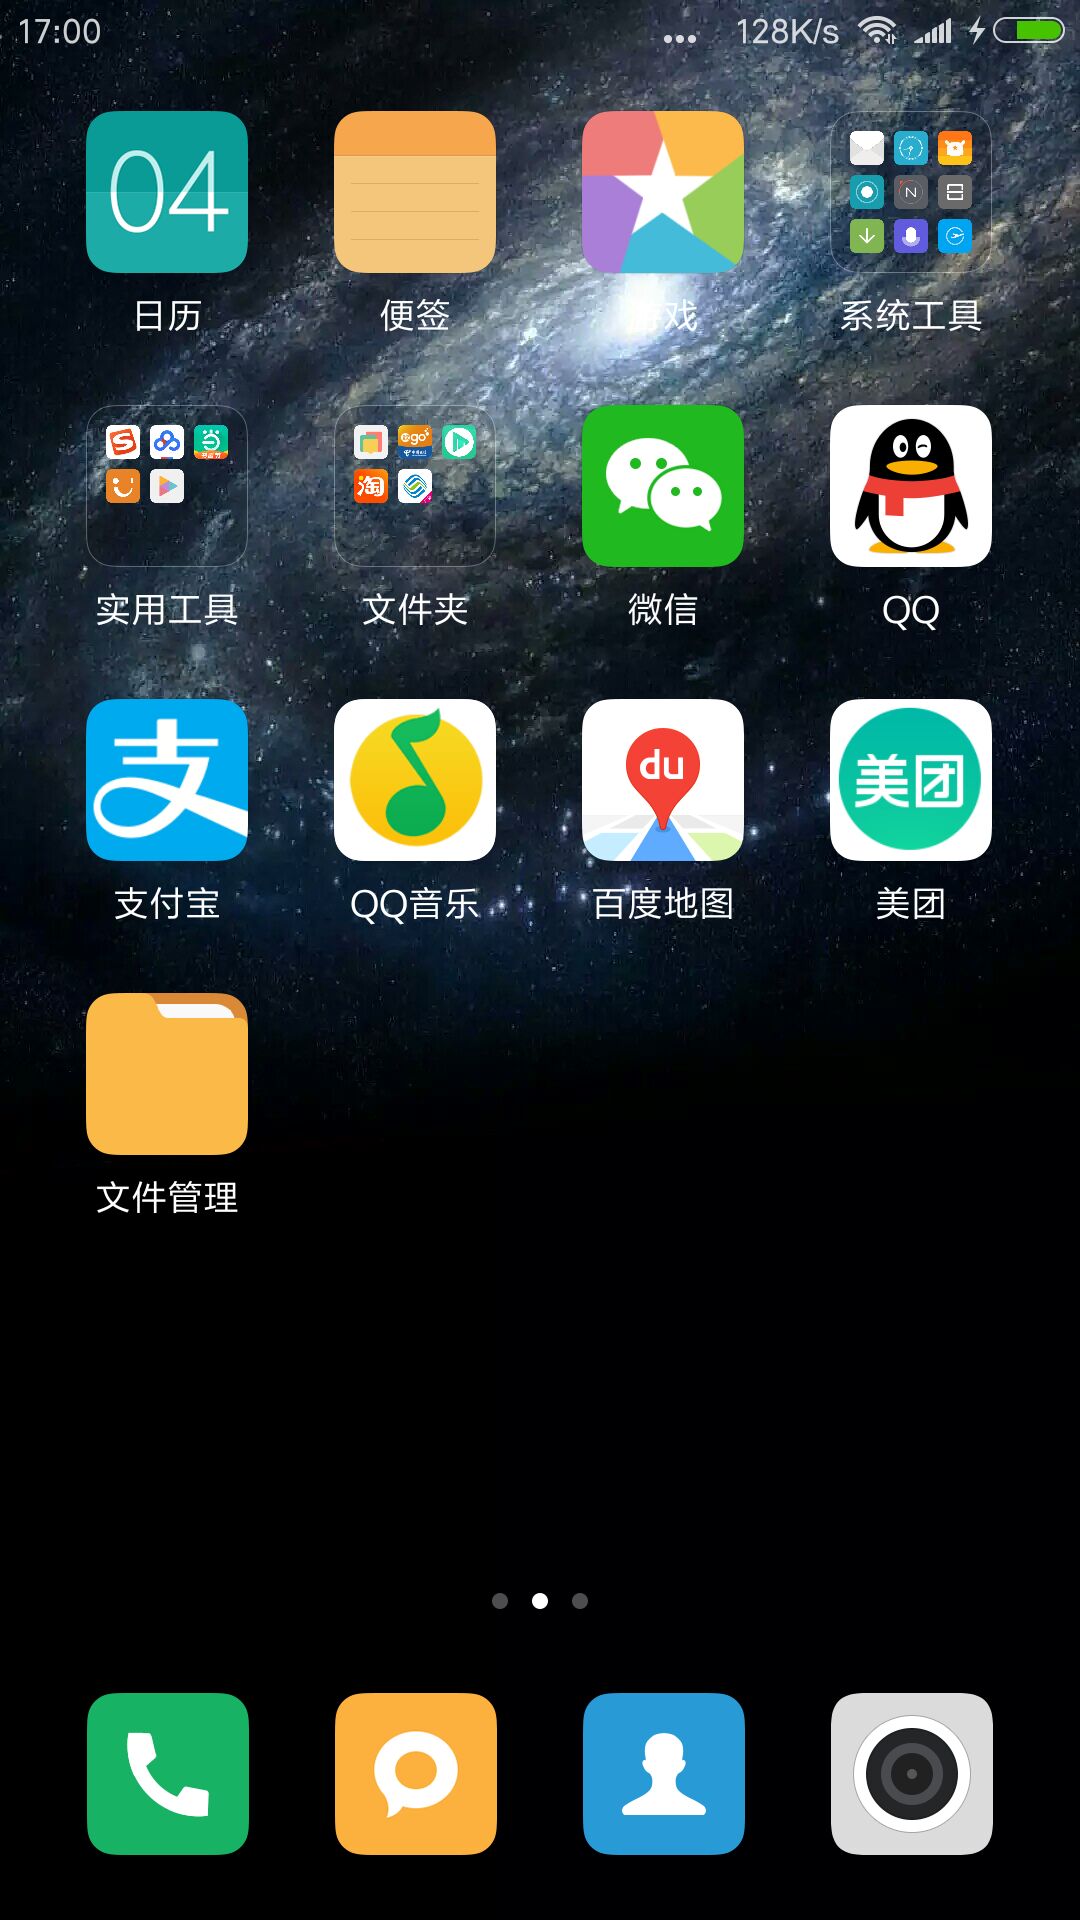 17:00 ... 128K/s
04
日历 便签 游戏 系统工具
实用工具 文件夹 微信 QQ
支 du 美团
支付宝 QQ音乐 百度地图 美团
文件管理